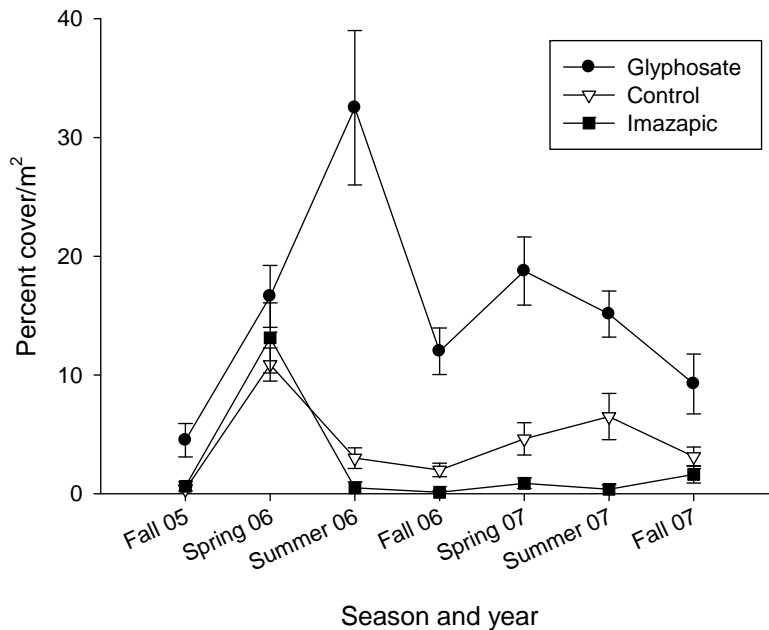 40
30
20
10
0
Percent cover/m²
Glyphosate
Control
Imazapic
Fall 05
Spring 06
Summer 06
Fall 06
Spring 07
Summer 07
Fall 07
Season and year